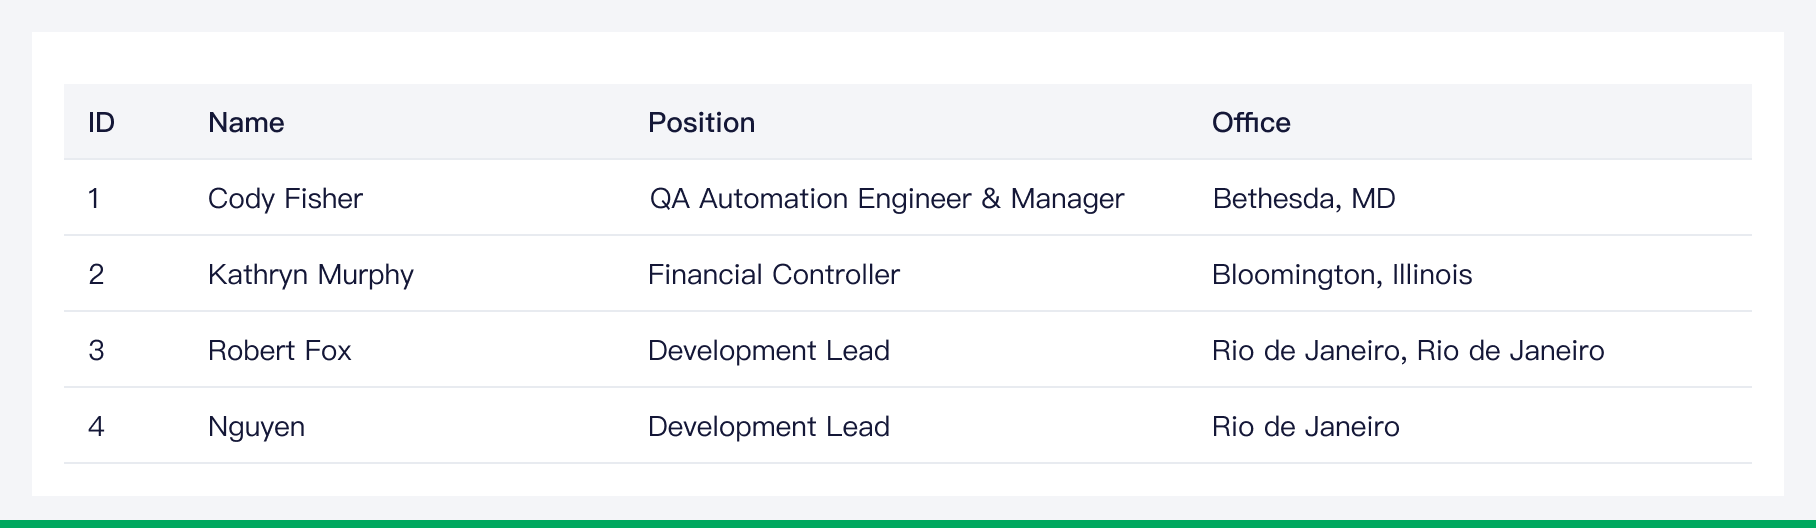 ID Name Position Office
1 Cody Fisher QA Automation Engineer & Manager Bethesda, MD
2 Kathryn Murphy Financial Controller Bloomington, Illinois
3 Robert Fox Development Lead Rio de Janeiro, Rio de Janeiro
4 Nguyen Development Lead Rio de Janeiro